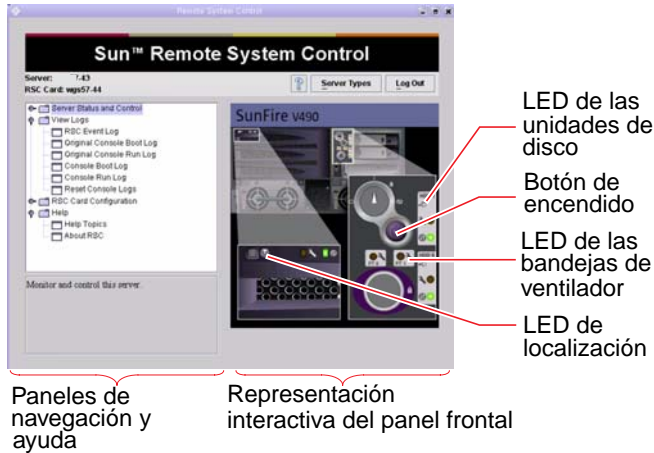 Remote System Control
Sun™ Remote System Control
Server: 7.43
RSC Card: wgs57-44
Server Types
Log Out
Server Status and Control
View Logs
RSC Event Log
Original Console Boot Log
Original Console Run Log
Console Boot Log
Console Run Log
Reset Console Logs
RSC Card Configuration
Help
Help Topics
About RSC
Monitor and control this server.
SunFire V490
LED de las
unidades de
disco
Botón de
encendido
LED de las
bandejas de
ventilador
LED de
localización
Paneles de
navegación y
ayuda
Representación
interactiva del panel frontal